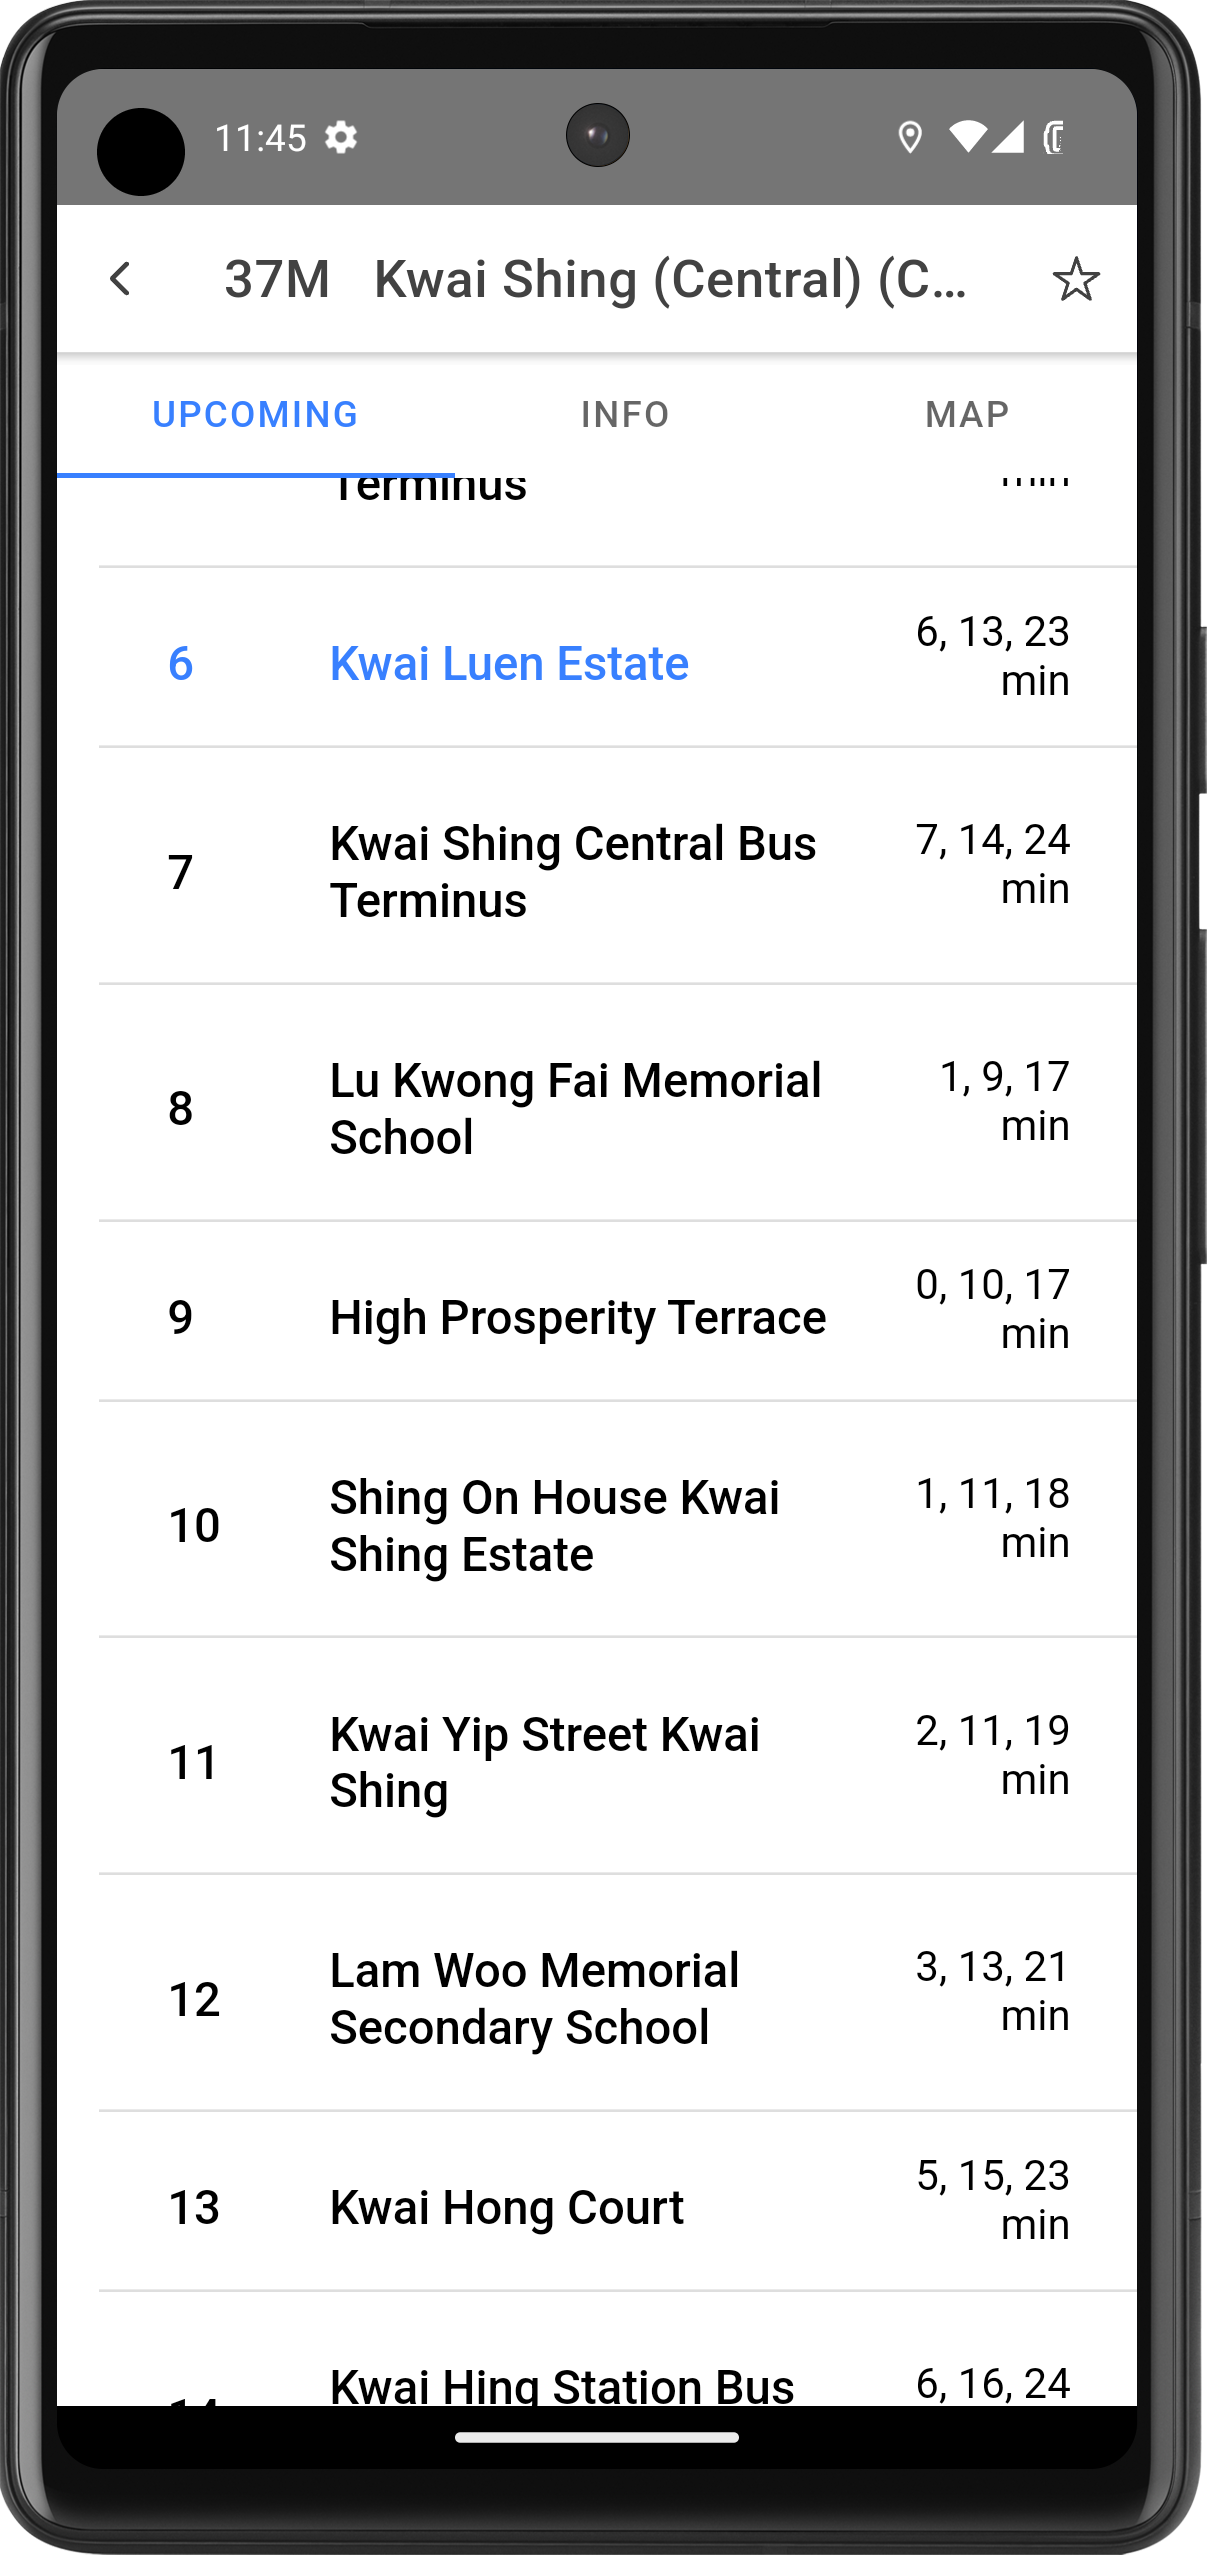 11:45
37M Kwai Shing (Central) (C...
UPCOMING INFO MAP
Terminus min
6 Kwai Luen Estate 6, 13, 23
min
7 Kwai Shing Central Bus 7, 14, 24
Terminus min
8 Lu Kwong Fai Memorial 1, 9, 17
School min
9 High Prosperity Terrace 0, 10, 17
min
10 Shing On House Kwai 1, 11, 18
Shing Estate min
11 Kwai Yip Street Kwai 2, 11, 19
Shing min
12 Lam Woo Memorial 3, 13, 21
Secondary School min
13 Kwai Hong Court 5, 15, 23
min
14 Kwai Hing Station Bus 6, 16, 24